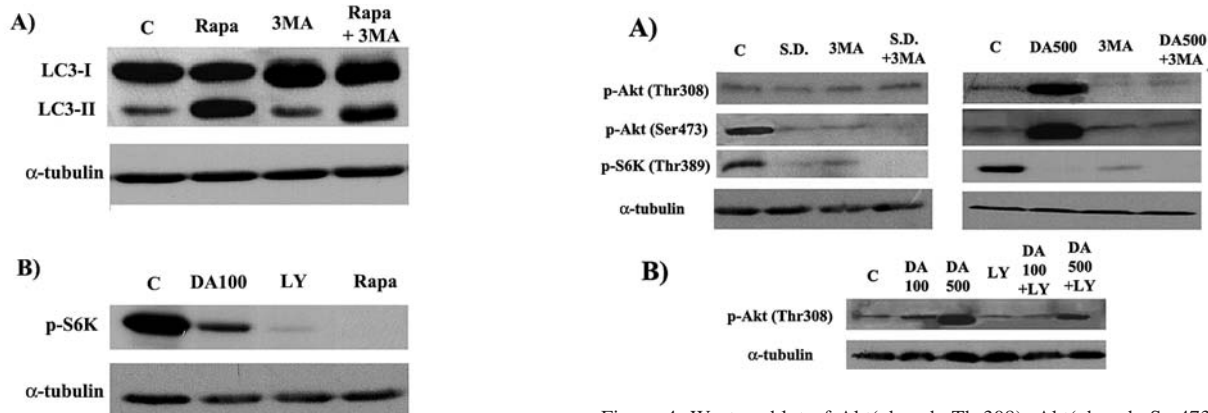 A)
C Rapa 3MA Rapa + 3MA
LC3-I
LC3-II
α-tubulin
B)
C DA100 LY Rapa
p-S6K
α-tubulin
A)
C S.D. 3MA S.D. +3MA
C DA500 3MA DA500 +3MA
p-Akt (Thr308)
p-Akt (Ser473)
p-S6K (Thr389)
α-tubulin
B)
C DA 100 DA 500 LY DA 100 +LY DA 500 +LY
p-Akt (Thr308)
α-tubulin